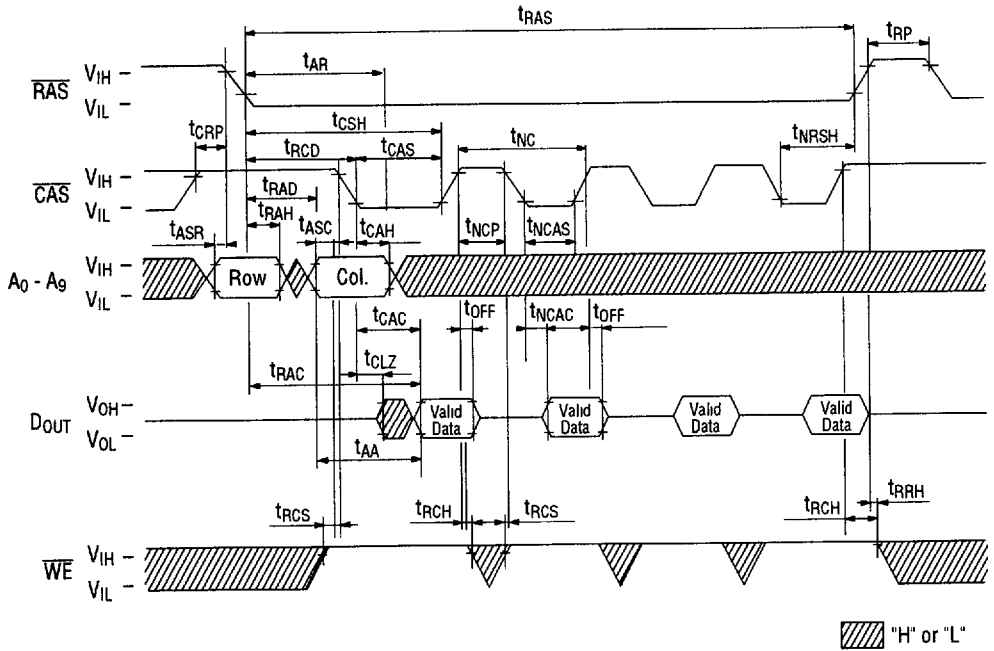 tRAS
tRP
tAR
VIH
RAS
VIL
tCSH
tCRP
tNC
tNRSH
tRCD
tCAS
VIH
CAS
VIL
tRAD
tRAH
tASR
tASC
tCAH
tNCP
tNCAS
VIH
A0 - A9
Row
Col.
VIL
tCAC
tOFF
tNCAC
tOFF
tCLZ
tRAC
VOH
DOUT
VOL
Valid Data
Valid Data
Valid Data
Valid Data
tAA
tRRH
tRCS
tRCH
tRCS
tRCH
VIH
WE
VIL
"H" or "L"